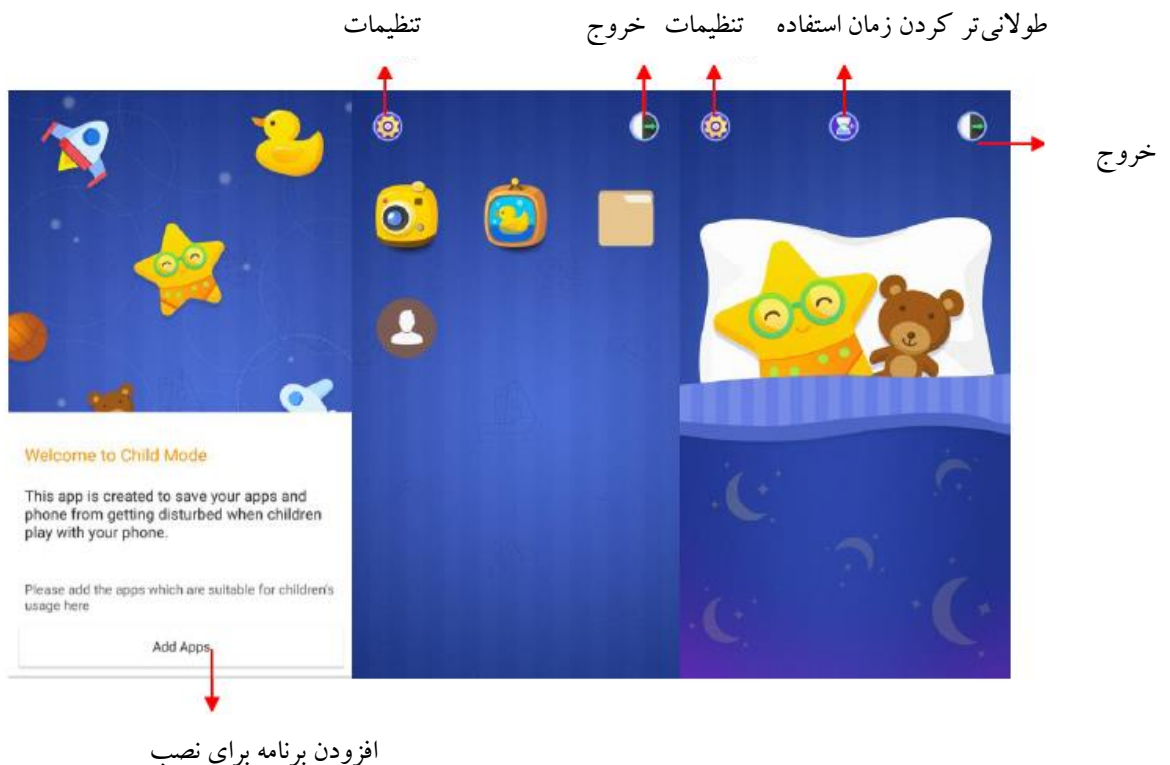 طولانی‌تر کردن زمان استفاده
تنظیمات
خروج
تنظیمات
خروج
Welcome to Child Mode
This app is created to save your apps and
phone from getting disturbed when children
play with your phone.
Please add the apps which are suitable for children's
usage here
Add Apps
افزودن برنامه برای نصب